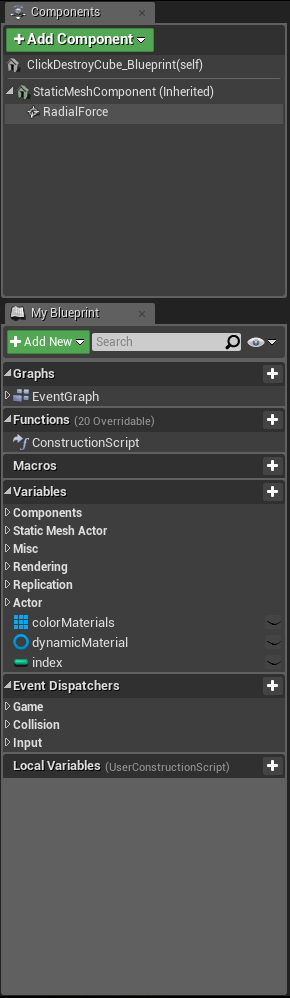 Components
+ Add Component
ClickDestroyCube_Blueprint(self)
StaticMeshComponent (Inherited)
RadialForce
My Blueprint
+ Add New
Search
Graphs
EventGraph
Functions (20 Overridable)
ConstructionScript
Macros
Variables
Components
Static Mesh Actor
Misc
Rendering
Replication
Actor
colorMaterials
dynamicMaterial
index
Event Dispatchers
Game
Collision
Input
Local Variables (UserConstructionScript)